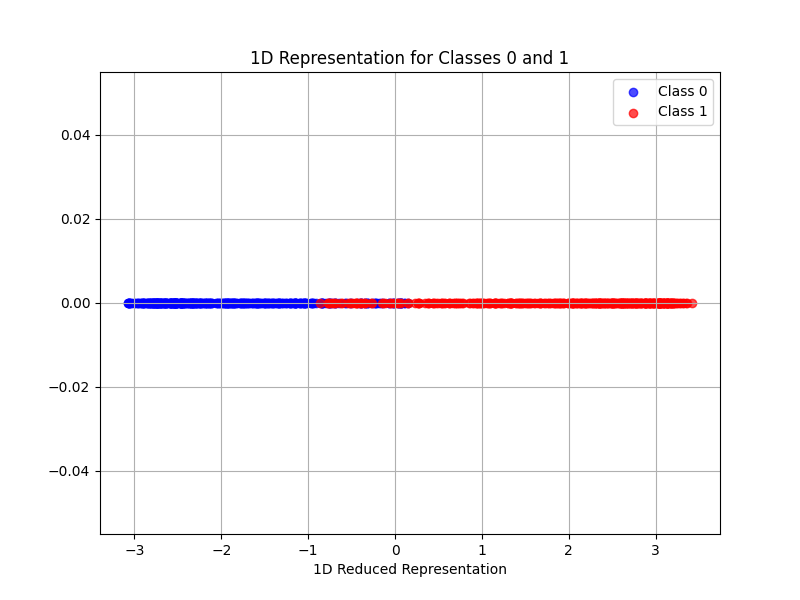 1D Representation for Classes 0 and 1
Class 0
Class 1
0.04
0.02
0.00
−0.02
−0.04
−3 −2 −1 0 1 2 3
1D Reduced Representation